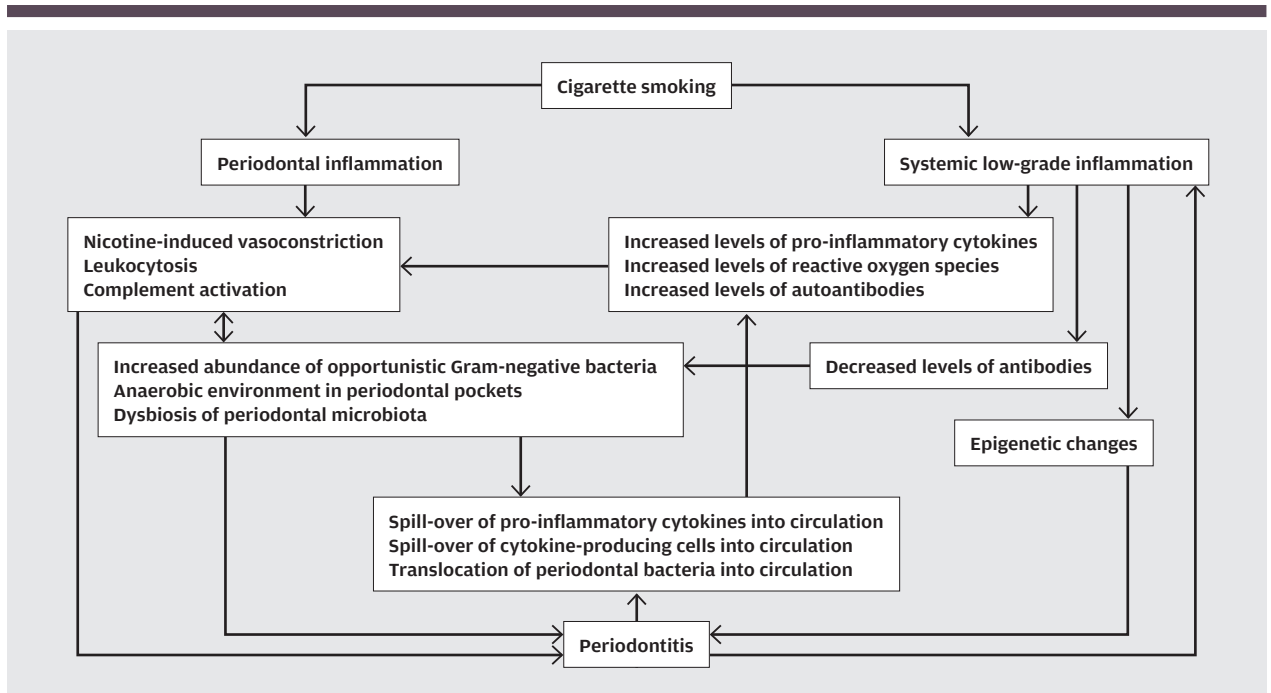 Cigarette smoking
Periodontal inflammation
Systemic low-grade inflammation
Nicotine-induced vasoconstriction
Leukocytosis
Complement activation
Increased levels of pro-inflammatory cytokines
Increased levels of reactive oxygen species
Increased levels of autoantibodies
Increased abundance of opportunistic Gram-negative bacteria
Anaerobic environment in periodontal pockets
Dysbiosis of periodontal microbiota
Decreased levels of antibodies
Epigenetic changes
Spill-over of pro-inflammatory cytokines into circulation
Spill-over of cytokine-producing cells into circulation
Translocation of periodontal bacteria into circulation
Periodontitis